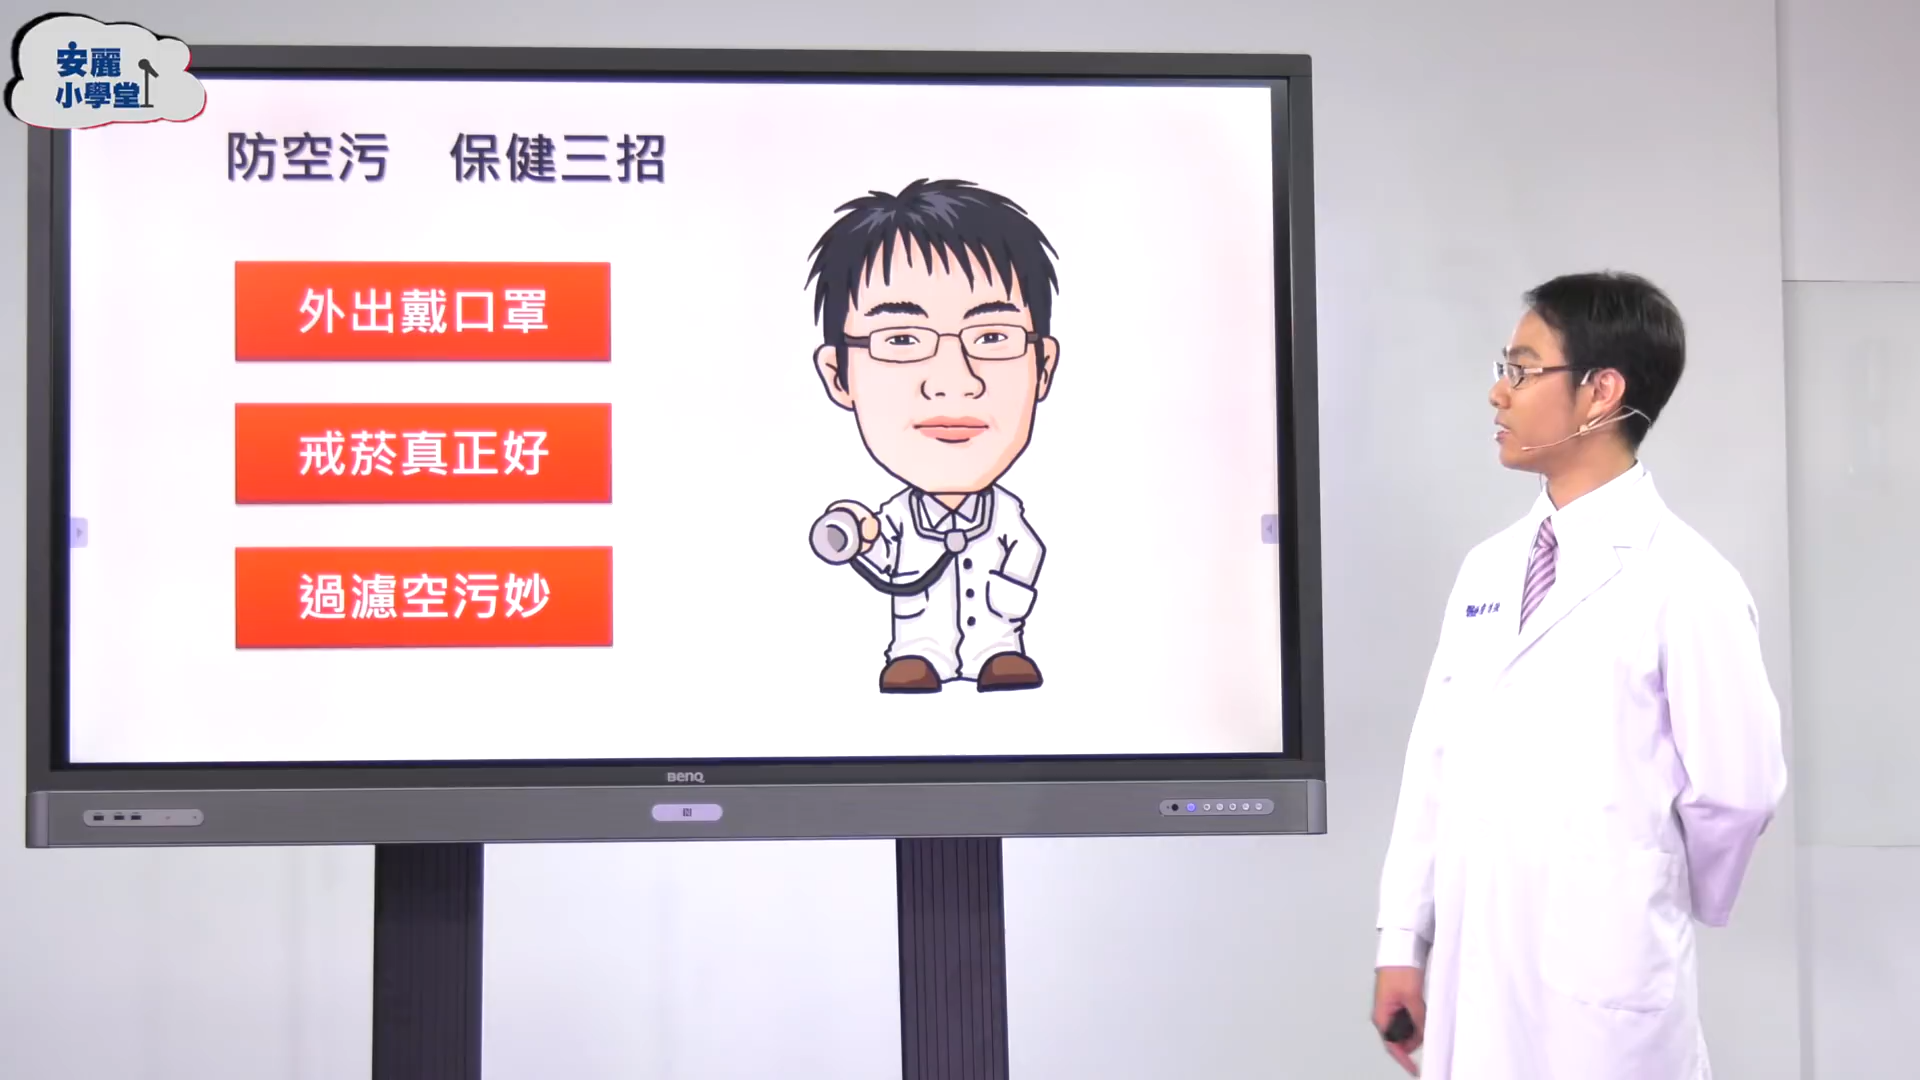 安麗
小學堂
防空污 保健三招
外出戴口罩
戒菸真正好
過濾空污妙
BenQ